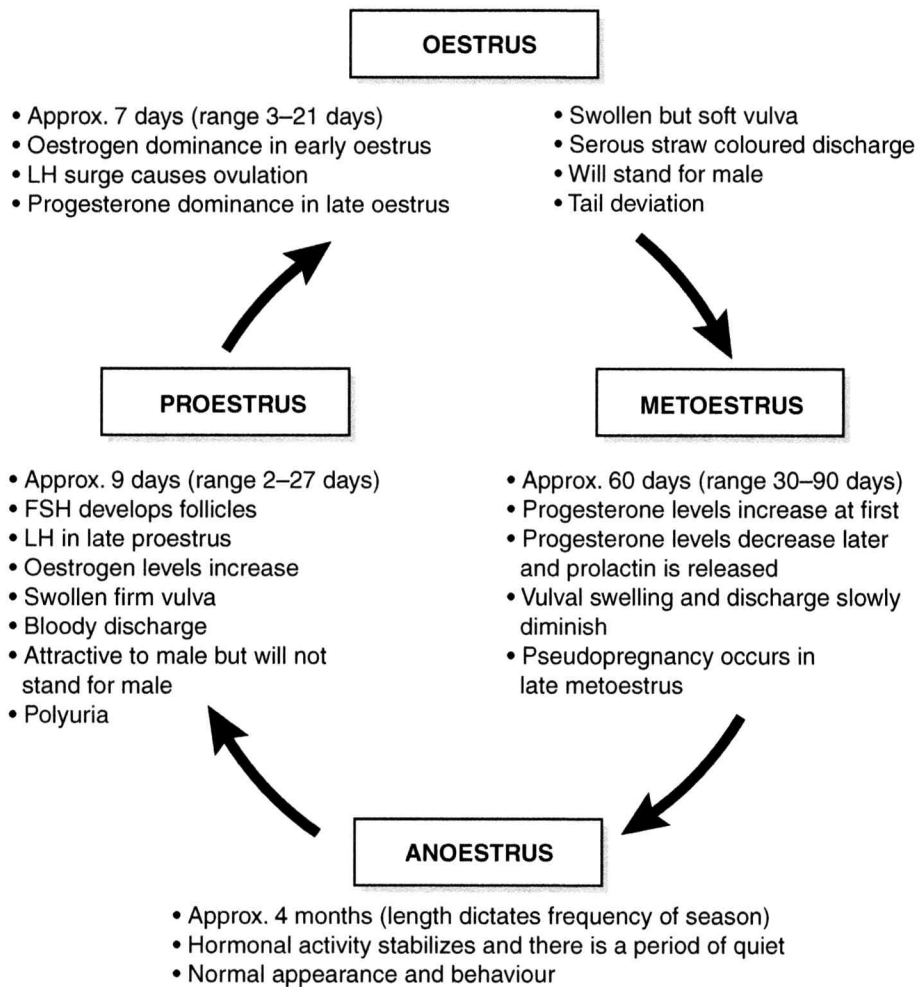 OESTRUS
• Approx. 7 days (range 3–21 days)
• Oestrogen dominance in early oestrus
• LH surge causes ovulation
• Progesterone dominance in late oestrus
• Swollen but soft vulva
• Serous straw coloured discharge
• Will stand for male
• Tail deviation
PROESTRUS
• Approx. 9 days (range 2–27 days)
• FSH develops follicles
• LH in late proestrus
• Oestrogen levels increase
• Swollen firm vulva
• Bloody discharge
• Attractive to male but will not
stand for male
• Polyuria
METOESTRUS
• Approx. 60 days (range 30–90 days)
• Progesterone levels increase at first
• Progesterone levels decrease later
and prolactin is released
• Vulval swelling and discharge slowly
diminish
• Pseudopregnancy occurs in
late metoestrus
ANOESTRUS
• Approx. 4 months (length dictates frequency of season)
• Hormonal activity stabilizes and there is a period of quiet
• Normal appearance and behaviour